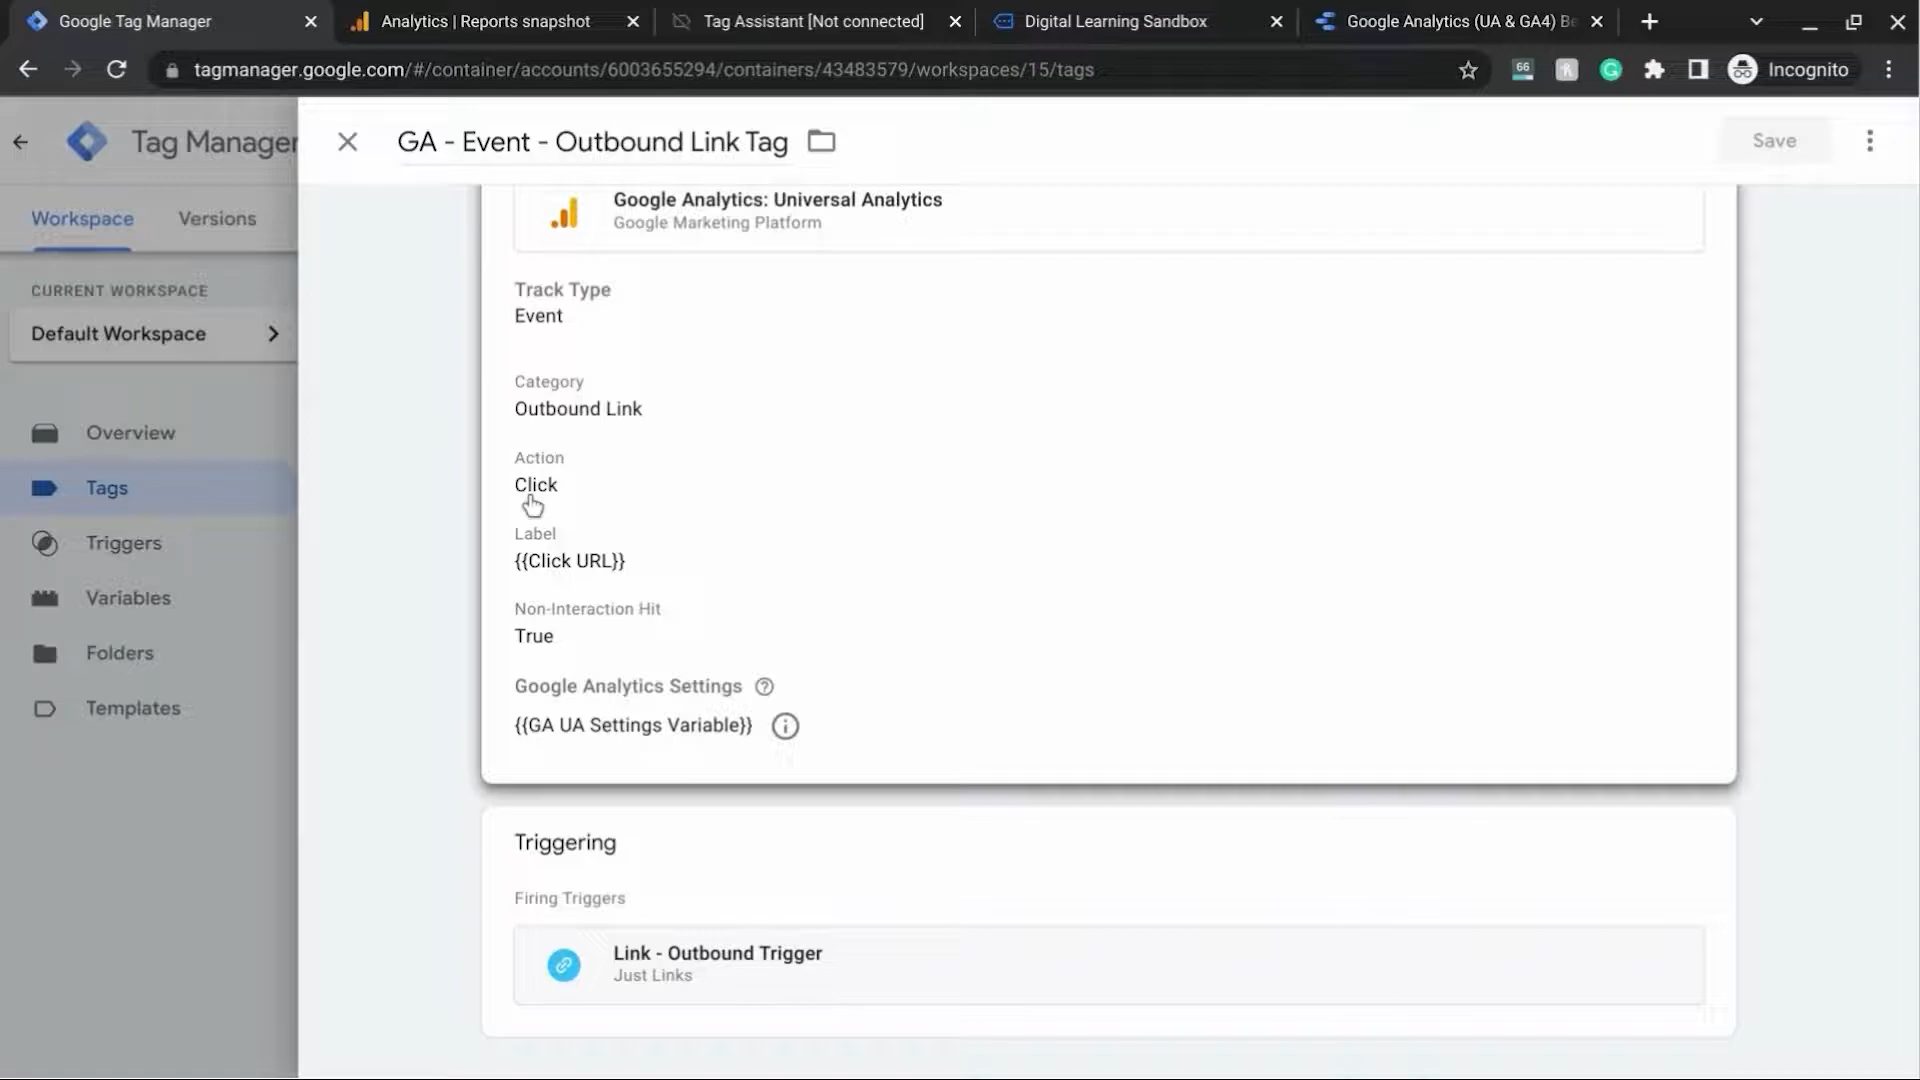 Google Tag Manager
Analytics | Reports snapshot
Tag Assistant [Not connected]
Digital Learning Sandbox
Google Analytics (UA & GA4) Be
tagmanager.google.com/#/container/accounts/6003655294/containers/43483579/workspaces/15/tags
66
Incognito
Tag Manager
GA - Event - Outbound Link Tag
Save
Workspace
Versions
CURRENT WORKSPACE
Default Workspace
Overview
Tags
Triggers
Variables
Folders
Templates
Google Analytics: Universal Analytics
Google Marketing Platform
Track Type
Event
Category
Outbound Link
Action
Click
Label
{{Click URL}}
Non-Interaction Hit
True
Google Analytics Settings
{{GA UA Settings Variable}}
Triggering
Firing Triggers
Link - Outbound Trigger
Just Links